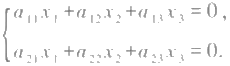 a₁₁x₁ + a₁₂x₂ + a₁₃x₃ = 0 ,
a₂₁x₁ + a₂₂x₂ + a₂₃x₃ = 0.